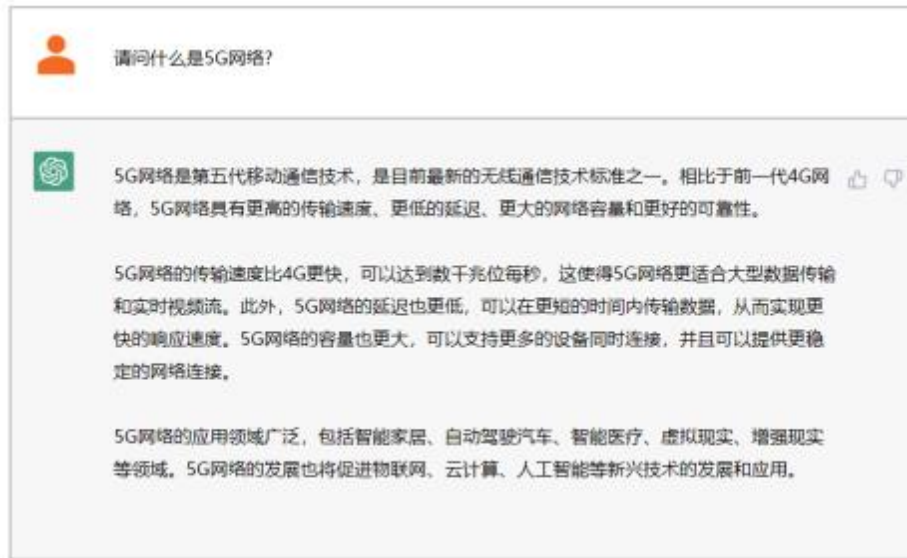 请问什么是5G网络?
5G网络是第五代移动通信技术，是目前最新的无线通信技术标准之一。相比于前一代4G网
络，5G网络具有更高的传输速度、更低的延迟、更大的网络容量和更好的可靠性。
5G网络的传输速度比4G更快，可以达到数千兆位每秒，这使得5G网络更适合大型数据传输
和实时视频流。此外，5G网络的延迟也更低，可以在更短的时间内传输数据，从而实现更
快的响应速度。5G网络的容量也更大，可以支持更多的设备同时连接，并且可以提供更稳
定的网络连接。
5G网络的应用领域广泛，包括智能家居、自动驾驶汽车、智能医疗、虚拟现实、增强现实
等领域。5G网络的发展也将促进物联网、云计算、人工智能等新兴技术的发展和应用。